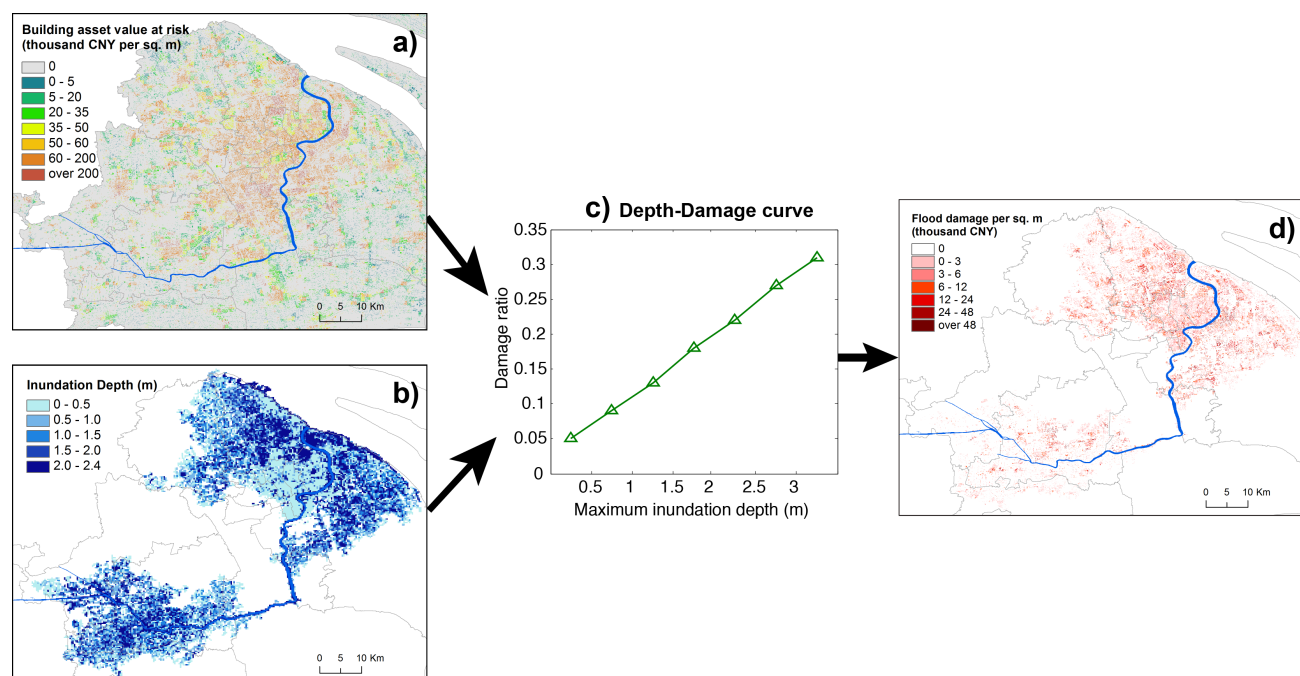 Building asset value at risk
(thousand CNY per sq. m)
a)
0
0 - 5
5 - 20
20 - 35
35 - 50
50 - 60
60 - 200
over 200
0 5 10 Km
Inundation Depth (m)
b)
0 - 0.5
0.5 - 1.0
1.0 - 1.5
1.5 - 2.0
2.0 - 2.4
0 5 10 Km
c) Depth-Damage curve
Damage ratio
0.35
0.3
0.25
0.2
0.15
0.1
0.05
0
0.5 1 1.5 2 2.5 3
Maximum inundation depth (m)
Flood damage per sq. m
(thousand CNY)
d)
0
0 - 3
3 - 6
6 - 12
12 - 24
24 - 48
over 48
0 5 10 Km